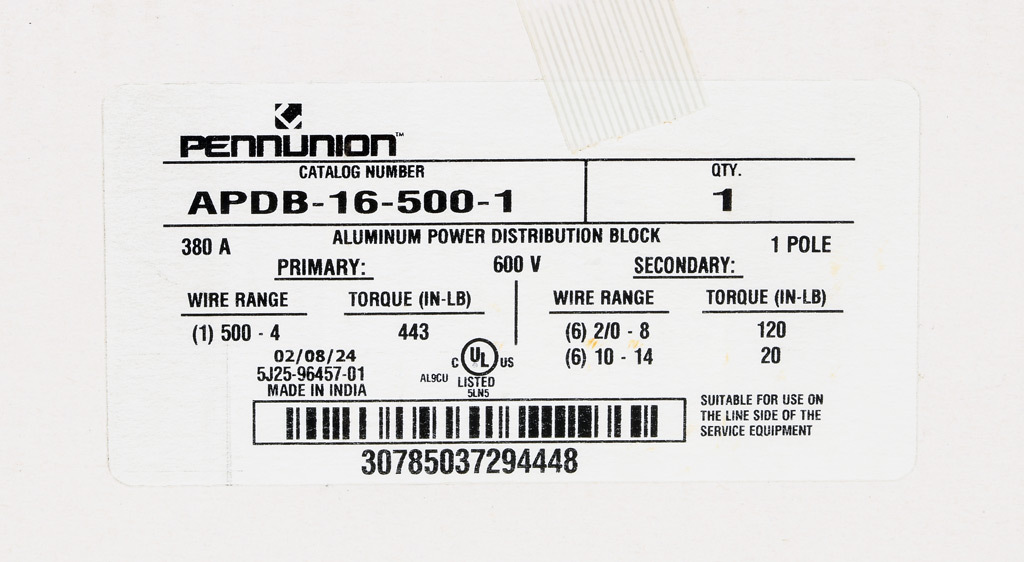 PENNUNION™
CATALOG NUMBER
APDB-16-500-1
QTY.
1
380 A
ALUMINUM POWER DISTRIBUTION BLOCK
1 POLE
PRIMARY:
600 V
SECONDARY:
WIRE RANGE TORQUE (IN-LB)
WIRE RANGE TORQUE (IN-LB)
(1) 500 - 4 443
(6) 2/0 - 8 120
(6) 10 - 14 20
02/08/24
5J25-96457-01
MADE IN INDIA
AL9CU
C UL US
LISTED
5LN5
SUITABLE FOR USE ON
THE LINE SIDE OF THE
SERVICE EQUIPMENT
30785037294448